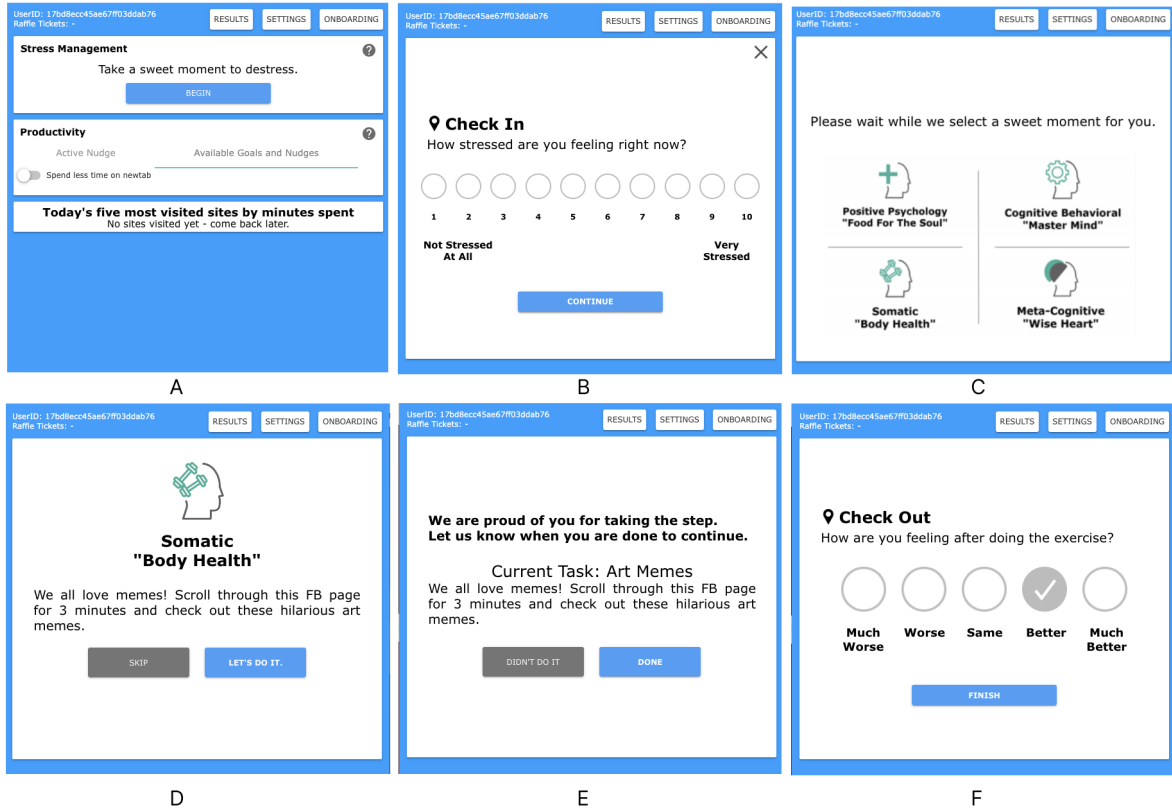 UserID: 17bd8ecc45ae67ff03ddab76
Raffle Tickets: -
RESULTS
SETTINGS
ONBOARDING
Stress Management
Take a sweet moment to destress.
BEGIN
Productivity
Active Nudge
Available Goals and Nudges
Spend less time on newtab
Today's five most visited sites by minutes spent
No sites visited yet - come back later.
A
UserID: 17bd8ecc45ae67ff03ddab76
Raffle Tickets: -
RESULTS
SETTINGS
ONBOARDING
Check In
How stressed are you feeling right now?
1 2 3 4 5 6 7 8 9 10
Not Stressed
At All
Very
Stressed
CONTINUE
B
UserID: 17bd8ecc45ae67ff03ddab76
Raffle Tickets: -
RESULTS
SETTINGS
ONBOARDING
Please wait while we select a sweet moment for you.
Positive Psychology
"Food For The Soul"
Cognitive Behavioral
"Master Mind"
Somatic
"Body Health"
Meta-Cognitive
"Wise Heart"
C
UserID: 17bd8ecc45ae67ff03ddab76
Raffle Tickets: -
RESULTS
SETTINGS
ONBOARDING
Somatic
"Body Health"
We all love memes! Scroll through this FB page
for 3 minutes and check out these hilarious art
memes.
SKIP
LET'S DO IT.
D
UserID: 17bd8ecc45ae67ff03ddab76
Raffle Tickets: -
RESULTS
SETTINGS
ONBOARDING
We are proud of you for taking the step.
Let us know when you are done to continue.
Current Task: Art Memes
We all love memes! Scroll through this FB page
for 3 minutes and check out these hilarious art
memes.
DIDN'T DO IT
DONE
E
UserID: 17bd8ecc45ae67ff03ddab76
Raffle Tickets: -
RESULTS
SETTINGS
ONBOARDING
Check Out
How are you feeling after doing the exercise?
Much
Worse
Worse
Same
Better
Much
Better
FINISH
F